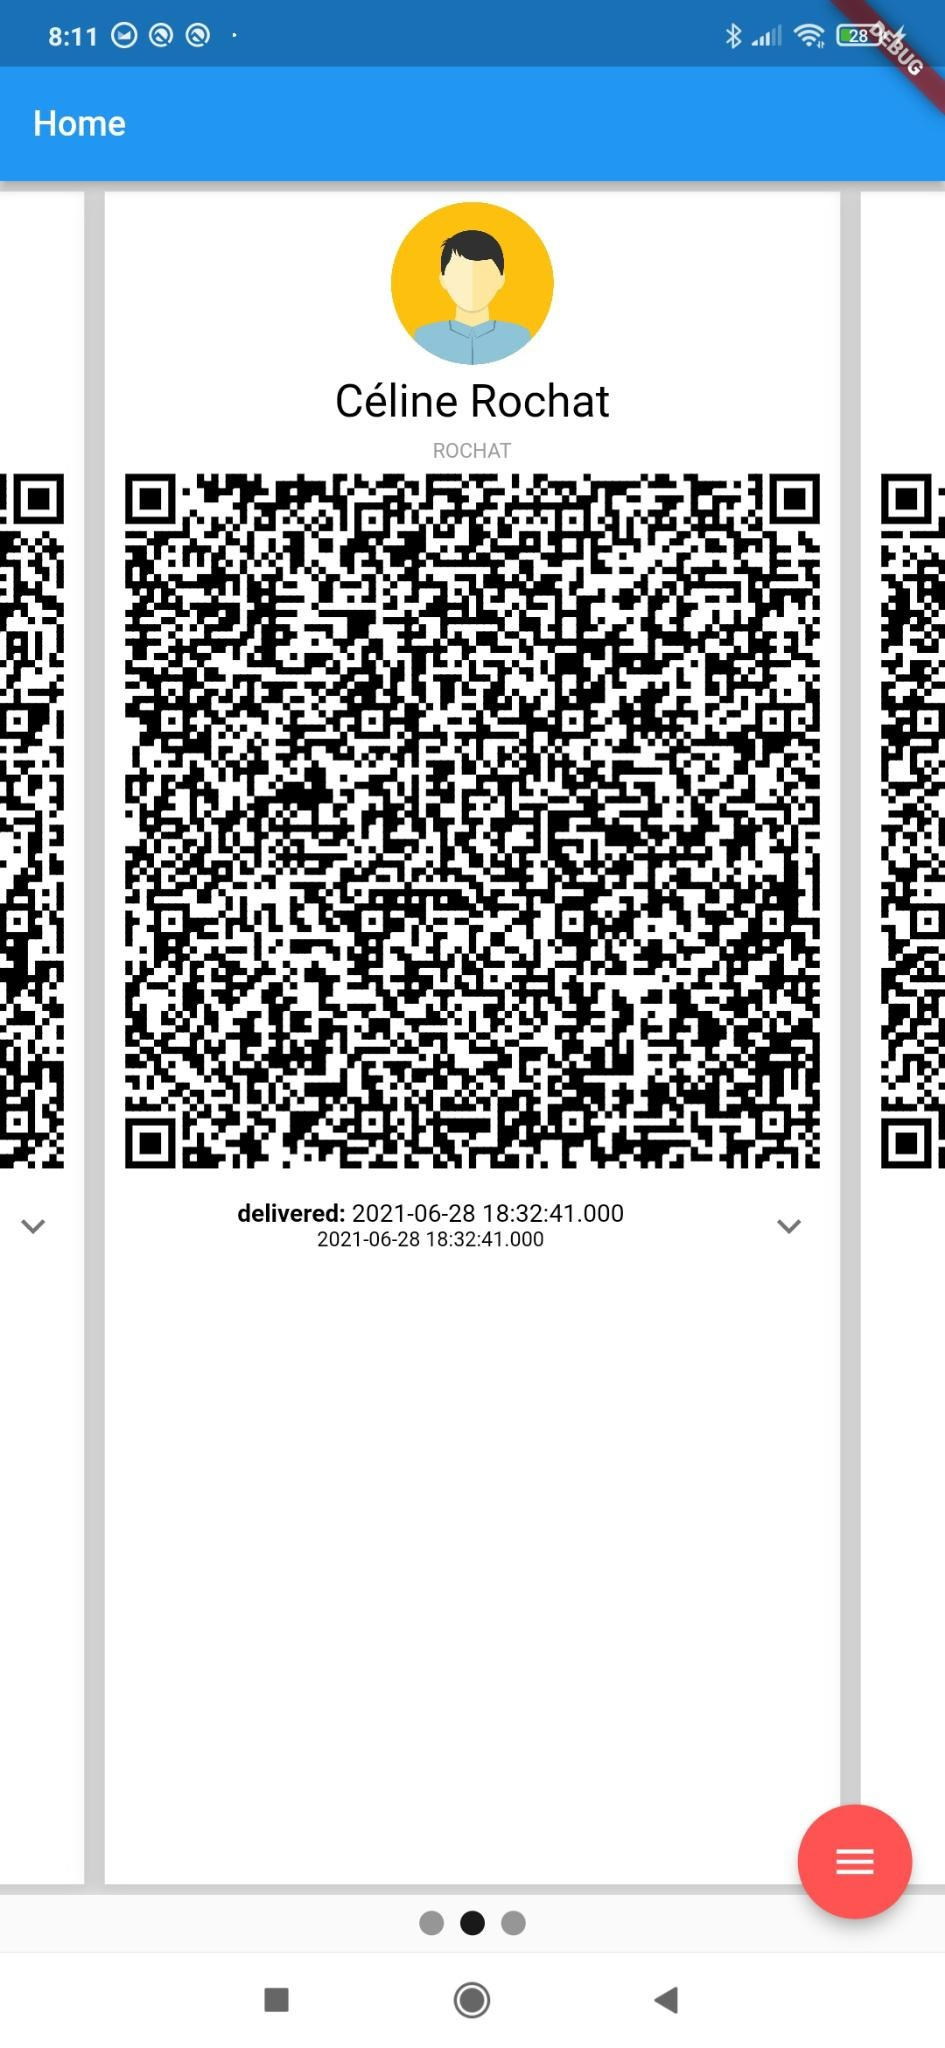 8:11
28
DEBUG
Home
Céline Rochat
ROCHAT
delivered: 2021-06-28 18:32:41.000
2021-06-28 18:32:41.000